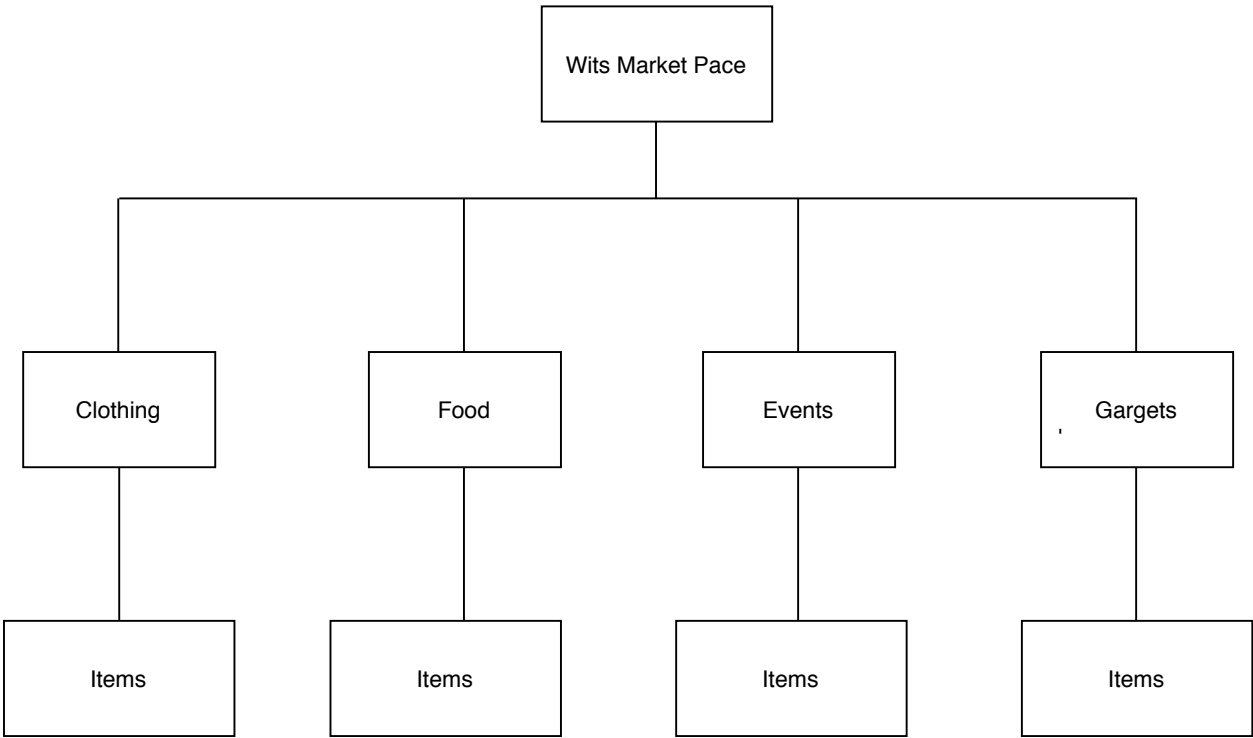 Wits Market Pace
Clothing
Food
Events
Gargets
'
Items
Items
Items
Items